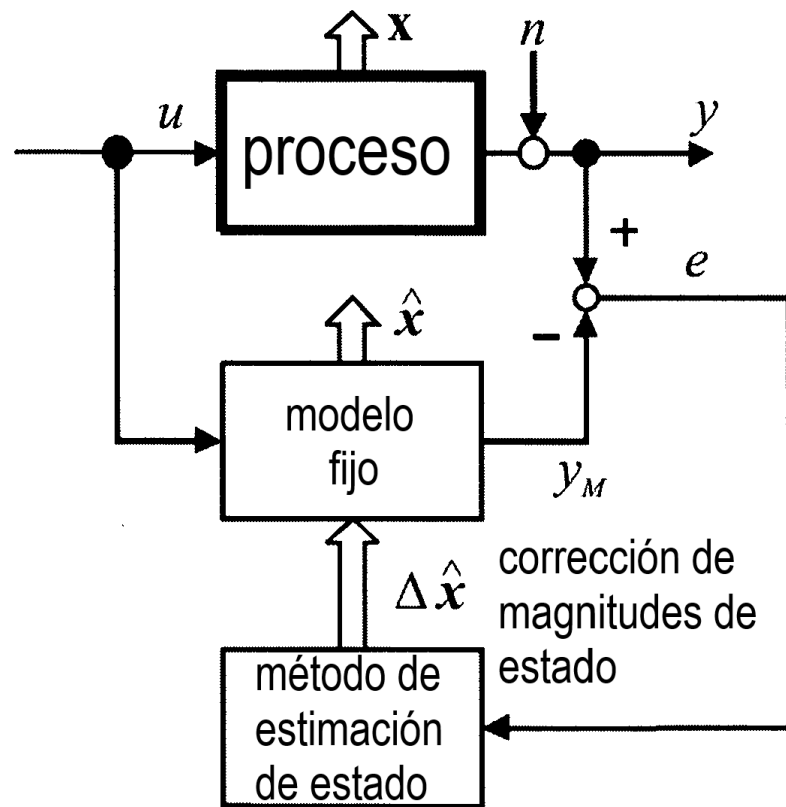 x
n
u
proceso
y
+
e
x̂
-
modelo
fijo
y_M
Δx̂
corrección de
magnitudes de
estado
método de
estimación
de estado